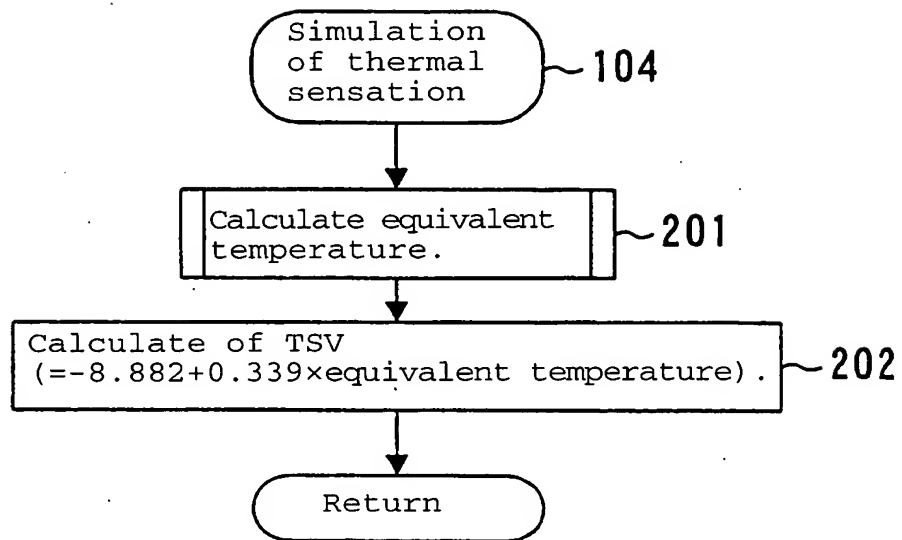 Simulation
of thermal
sensation
104
Calculate equivalent
temperature.
201
Calculate of TSV
(=-8.882+0.339×equivalent temperature).
202
Return